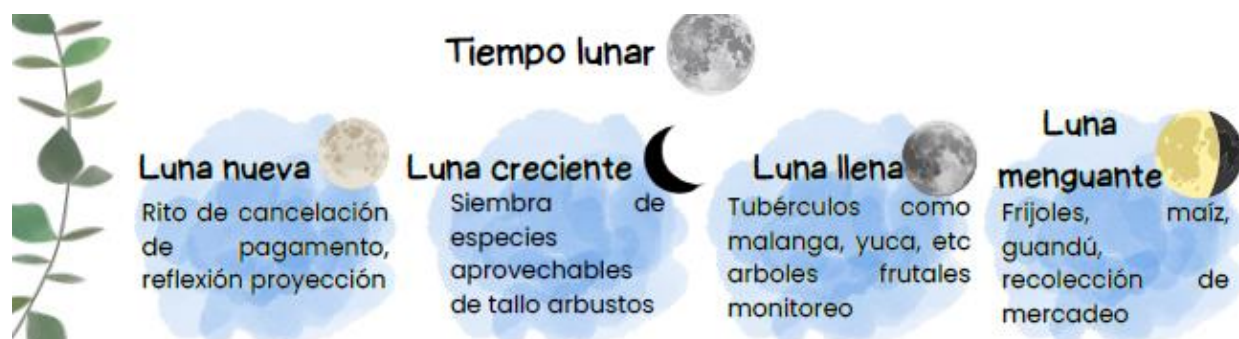 Tiempo lunar
Luna nueva
Rito de cancelación
de pagamento,
reflexión proyección
Luna creciente
Siembra de
especies
aprovechables
de tallo arbustos
Luna llena
Tubérculos como
malanga, yuca, etc
arboles frutales
monitoreo
Luna
menguante
Frijoles, maíz,
guandú,
recolección de
mercadeo